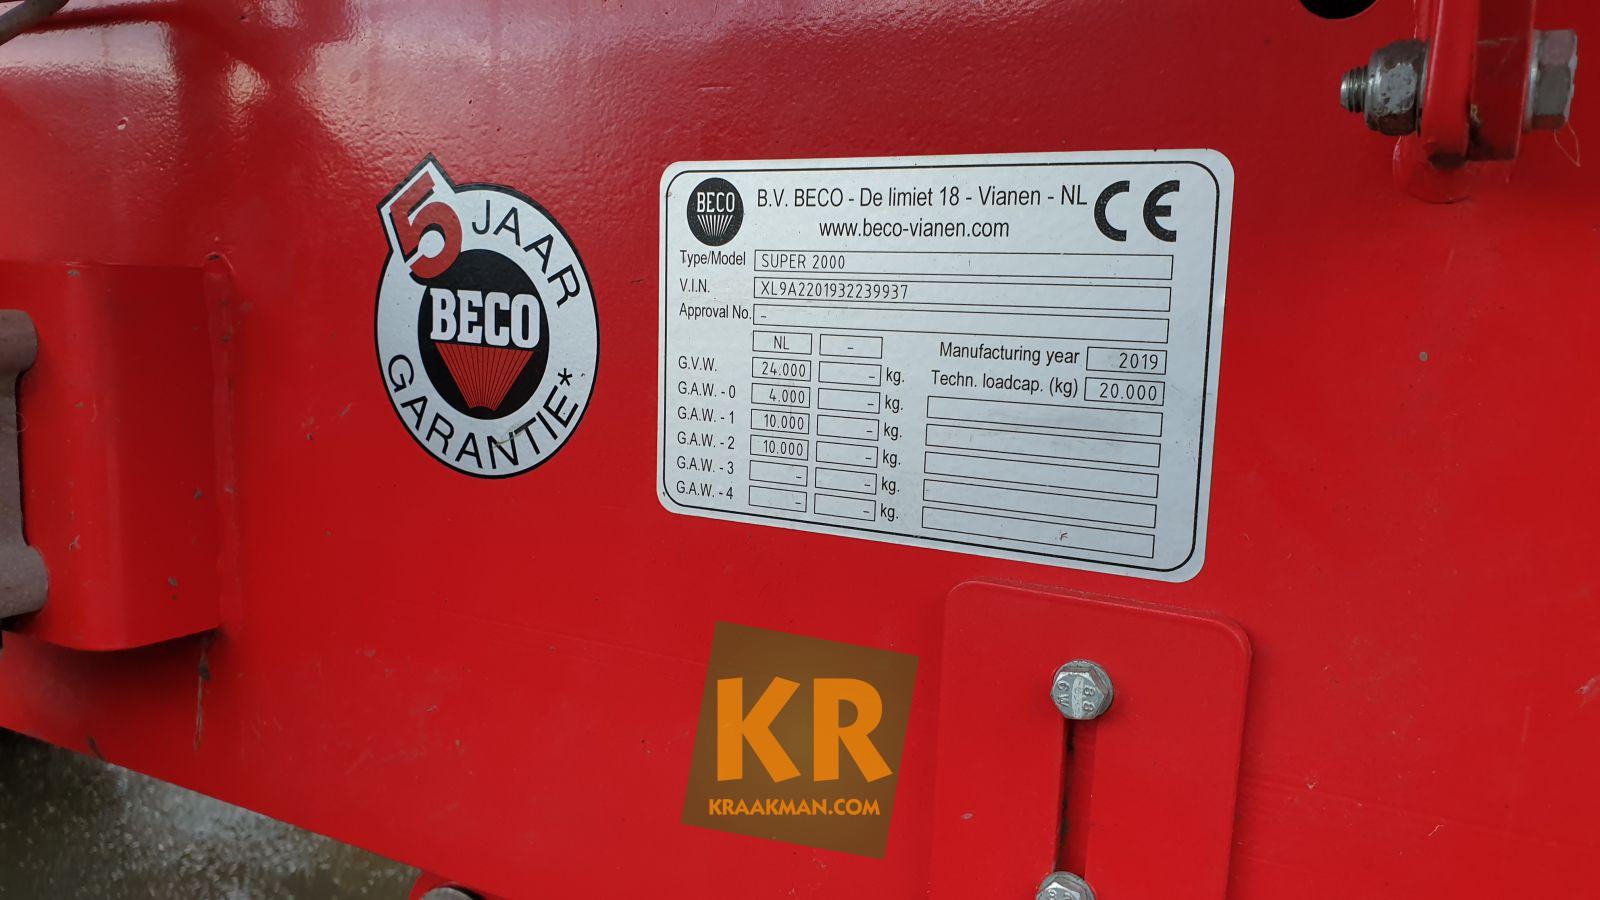 5 JAAR
BECO
GARANTIE*
BECO
B.V. BECO - De limiet 18 - Vianen - NL
www.beco-vianen.com
CE
Type/Model SUPER 2000
V.I.N. XL9A2201932239937
Approval No. -
NL -
Manufacturing year 2019
G.V.W. 24.000 - kg.
Techn. loadcap. (kg) 20.000
G.A.W. - 0 4.000 - kg.
G.A.W. - 1 10.000 - kg.
G.A.W. - 2 10.000 - kg.
G.A.W. - 3 - - kg.
G.A.W. - 4 - - kg.
KR
KRAAKMAN.COM
8.8
6W